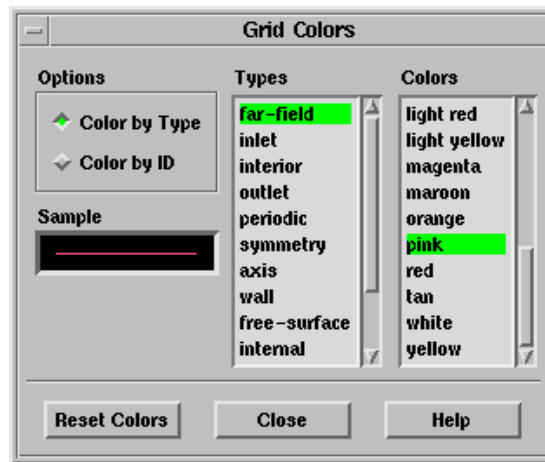 Grid Colors
Options
Color by Type
Color by ID
Sample
Types
far-field
inlet
interior
outlet
periodic
symmetry
axis
wall
free-surface
internal
Colors
light red
light yellow
magenta
maroon
orange
pink
red
tan
white
yellow
Reset Colors
Close
Help